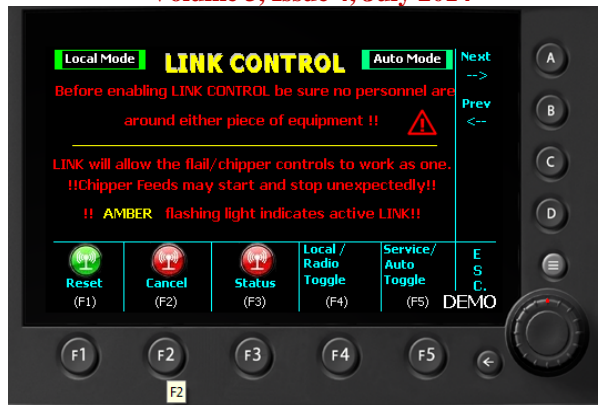 Local Mode LINK CONTROL Auto Mode Next
-->
Before enabling LINK CONTROL be sure no personnel are
Prev
<--
around either piece of equipment !!
LINK will allow the flail/chipper controls to work as one.
!!Chipper Feeds may start and stop unexpectedly!!
!! AMBER flashing light indicates active LINK!!
Reset
(F1)
Cancel
(F2)
Status
(F3)
Local /
Radio
Toggle
(F4)
Service/
Auto
Toggle
(F5)
E
S
C.
DEMO
A
B
C
D
F1 F2 F3 F4 F5
F2